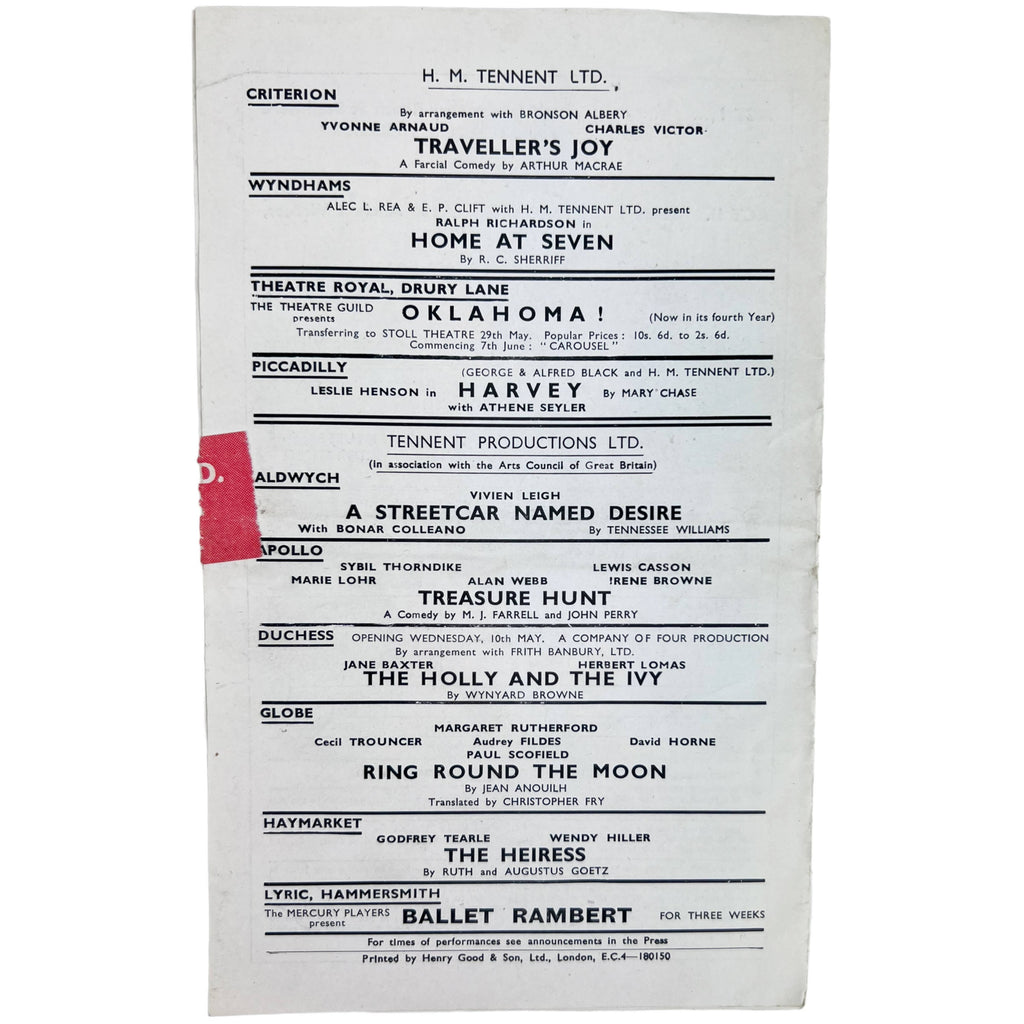 H. M. TENNENT LTD.
CRITERION
By arrangement with BRONSON ALBERY
YVONNE ARNAUD CHARLES VICTOR
TRAVELLER'S JOY
A Farcial Comedy by ARTHUR MACRAE
WYNDHAMS
ALEC L. REA & E. P. CLIFT with H. M. TENNENT LTD. present
RALPH RICHARDSON in
HOME AT SEVEN
By R. C. SHERRIFF
THEATRE ROYAL, DRURY LANE
THE THEATRE GUILD presents OKLAHOMA! (Now in its fourth Year)
Transferring to STOLL THEATRE 29th May. Popular Prices: 10s. 6d. to 2s. 6d.
Commencing 7th June: "CAROUSEL"
PICCADILLY (GEORGE & ALFRED BLACK and H. M. TENNENT LTD.)
LESLIE HENSON in HARVEY By MARY CHASE
with ATHENE SEYLER
TENNENT PRODUCTIONS LTD.
(In association with the Arts Council of Great Britain)
D.
ALDWYCH
VIVIEN LEIGH
A STREETCAR NAMED DESIRE
With BONAR COLLEANO By TENNESSEE WILLIAMS
APOLLO
SYBIL THORNDIKE LEWIS CASSON
MARIE LOHR ALAN WEBB IRENE BROWNE
TREASURE HUNT
A Comedy by M. J. FARRELL and JOHN PERRY
DUCHESS OPENING WEDNESDAY, 10th MAY. A COMPANY OF FOUR PRODUCTION
By arrangement with FRITH BANBURY, LTD.
JANE BAXTER HERBERT LOMAS
THE HOLLY AND THE IVY
By WYNYARD BROWNE
GLOBE
MARGARET RUTHERFORD
Cecil TROUNCER Audrey FILDES David HORNE
PAUL SCOFIELD
RING ROUND THE MOON
By JEAN ANOUILH
Translated by CHRISTOPHER FRY
HAYMARKET
GODFREY TEARLE WENDY HILLER
THE HEIRESS
By RUTH and AUGUSTUS GOETZ
LYRIC, HAMMERSMITH
The MERCURY PLAYERS present BALLET RAMBERT FOR THREE WEEKS
For times of performances see announcements in the Press
Printed by Henry Good & Son, Ltd., London, E.C.4—180150